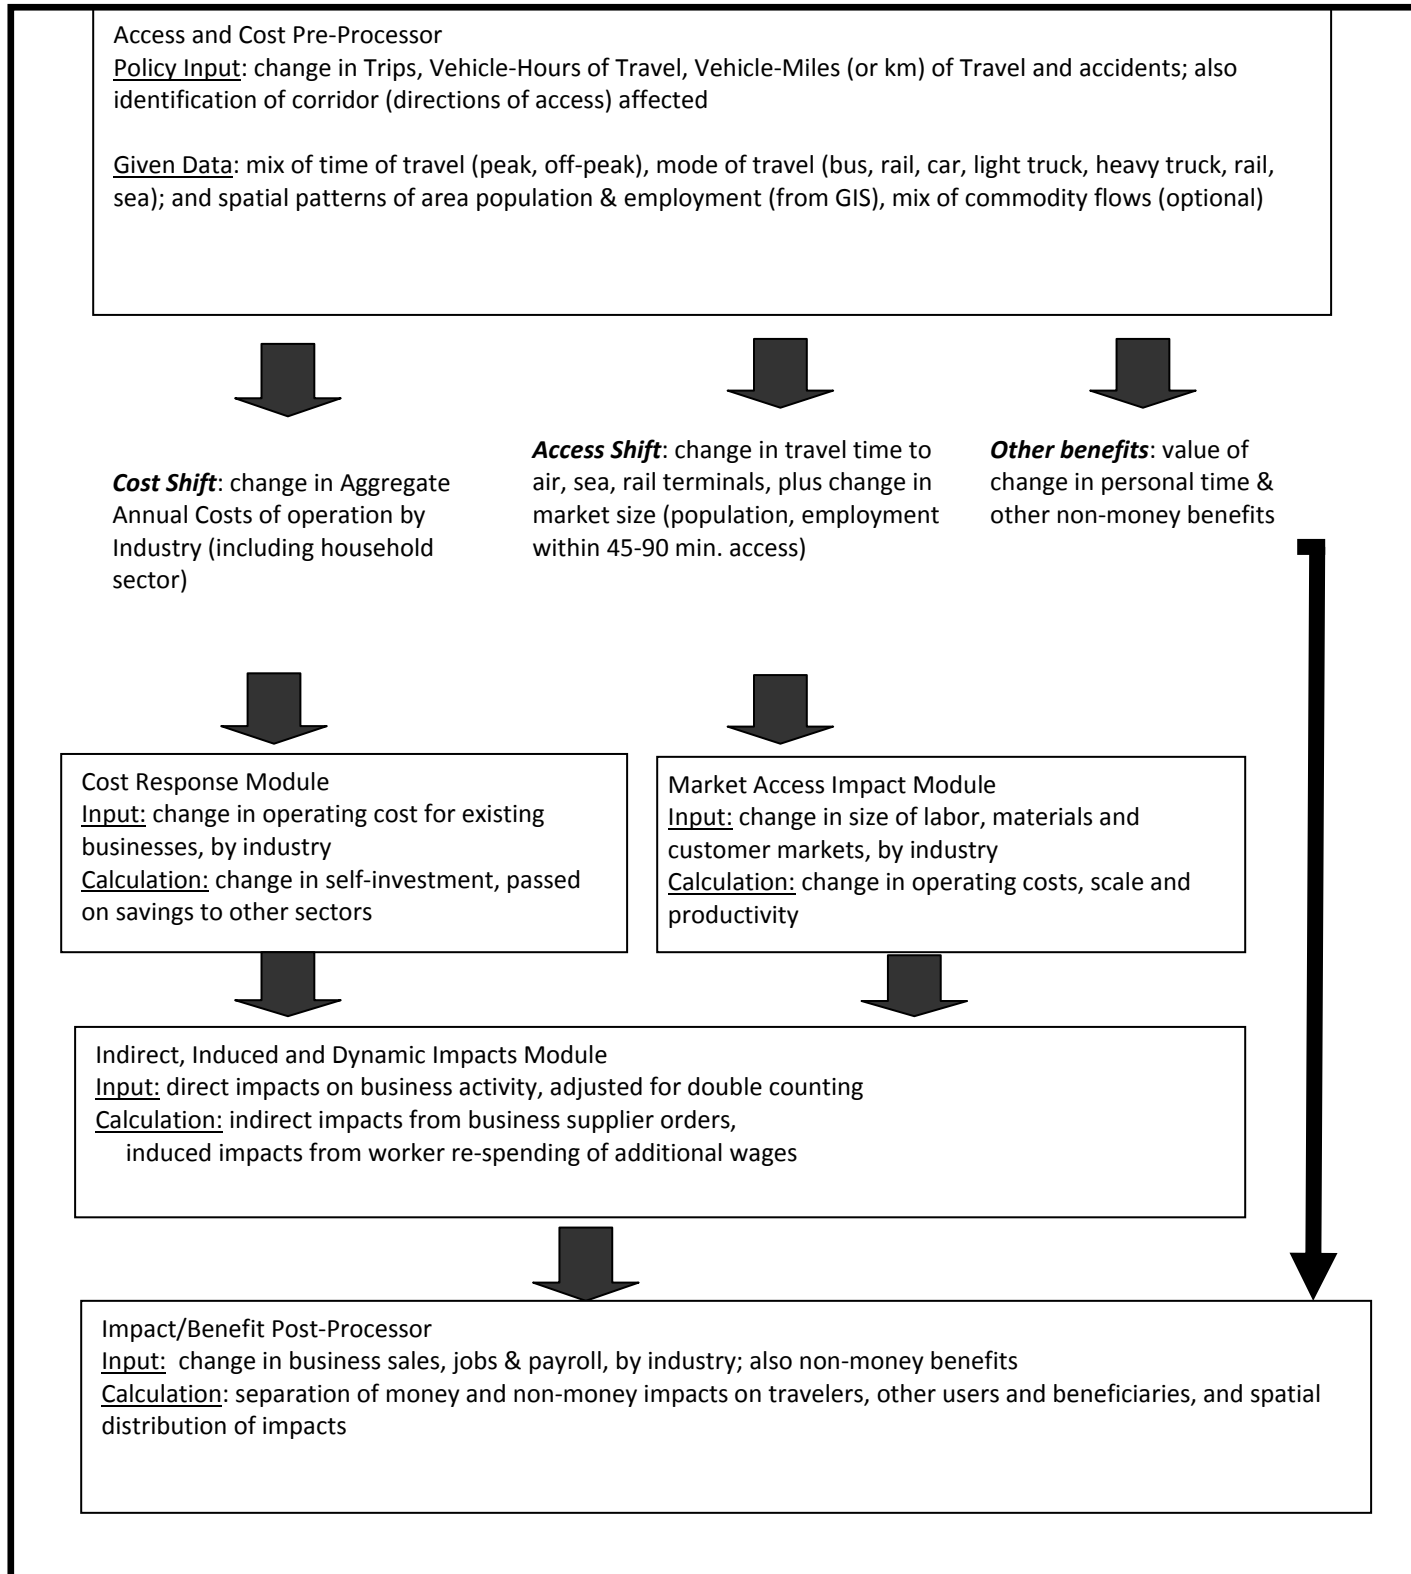 Access and Cost Pre-Processor
Policy Input: change in Trips, Vehicle-Hours of Travel, Vehicle-Miles (or km) of Travel and accidents; also
identification of corridor (directions of access) affected
Given Data: mix of time of travel (peak, off-peak), mode of travel (bus, rail, car, light truck, heavy truck, rail,
sea); and spatial patterns of area population & employment (from GIS), mix of commodity flows (optional)
Cost Shift: change in Aggregate
Annual Costs of operation by
Industry (including household
sector)
Access Shift: change in travel time to
air, sea, rail terminals, plus change in
market size (population, employment
within 45-90 min. access)
Other benefits: value of
change in personal time &
other non-money benefits
Cost Response Module
Input: change in operating cost for existing
businesses, by industry
Calculation: change in self-investment, passed
on savings to other sectors
Market Access Impact Module
Input: change in size of labor, materials and
customer markets, by industry
Calculation: change in operating costs, scale and
productivity
Indirect, Induced and Dynamic Impacts Module
Input: direct impacts on business activity, adjusted for double counting
Calculation: indirect impacts from business supplier orders,
induced impacts from worker re-spending of additional wages
Impact/Benefit Post-Processor
Input: change in business sales, jobs & payroll, by industry; also non-money benefits
Calculation: separation of money and non-money impacts on travelers, other users and beneficiaries, and spatial
distribution of impacts